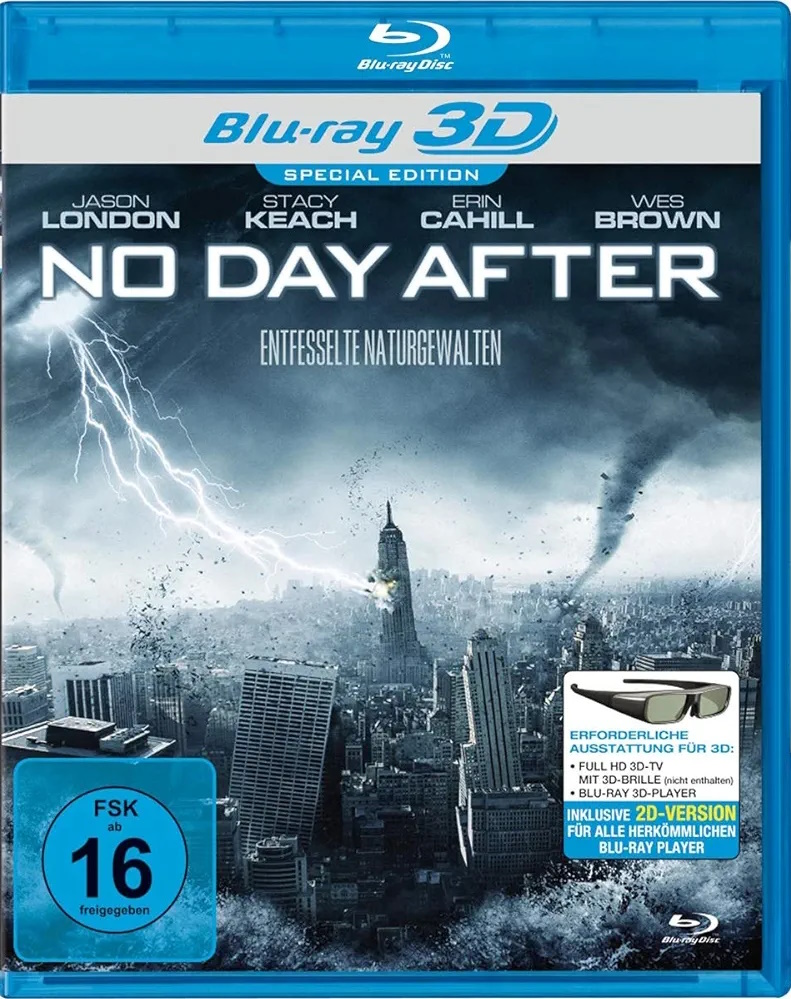 Blu-ray Disc™
Blu-ray 3D
SPECIAL EDITION
JASON LONDON
STACY KEACH
ERIN CAHILL
WES BROWN
NO DAY AFTER
ENTFESSELTE NATURGEWALTEN
ERFORDERLICHE
AUSSTATTUNG FÜR 3D:
• FULL HD 3D-TV
MIT 3D-BRILLE (nicht enthalten)
• BLU-RAY 3D-PLAYER
INKLUSIVE 2D-VERSION
FÜR ALLE HERKÖMMLICHEN
BLU-RAY PLAYER
FSK
ab
16
freigegeben
Blu-ray Disc